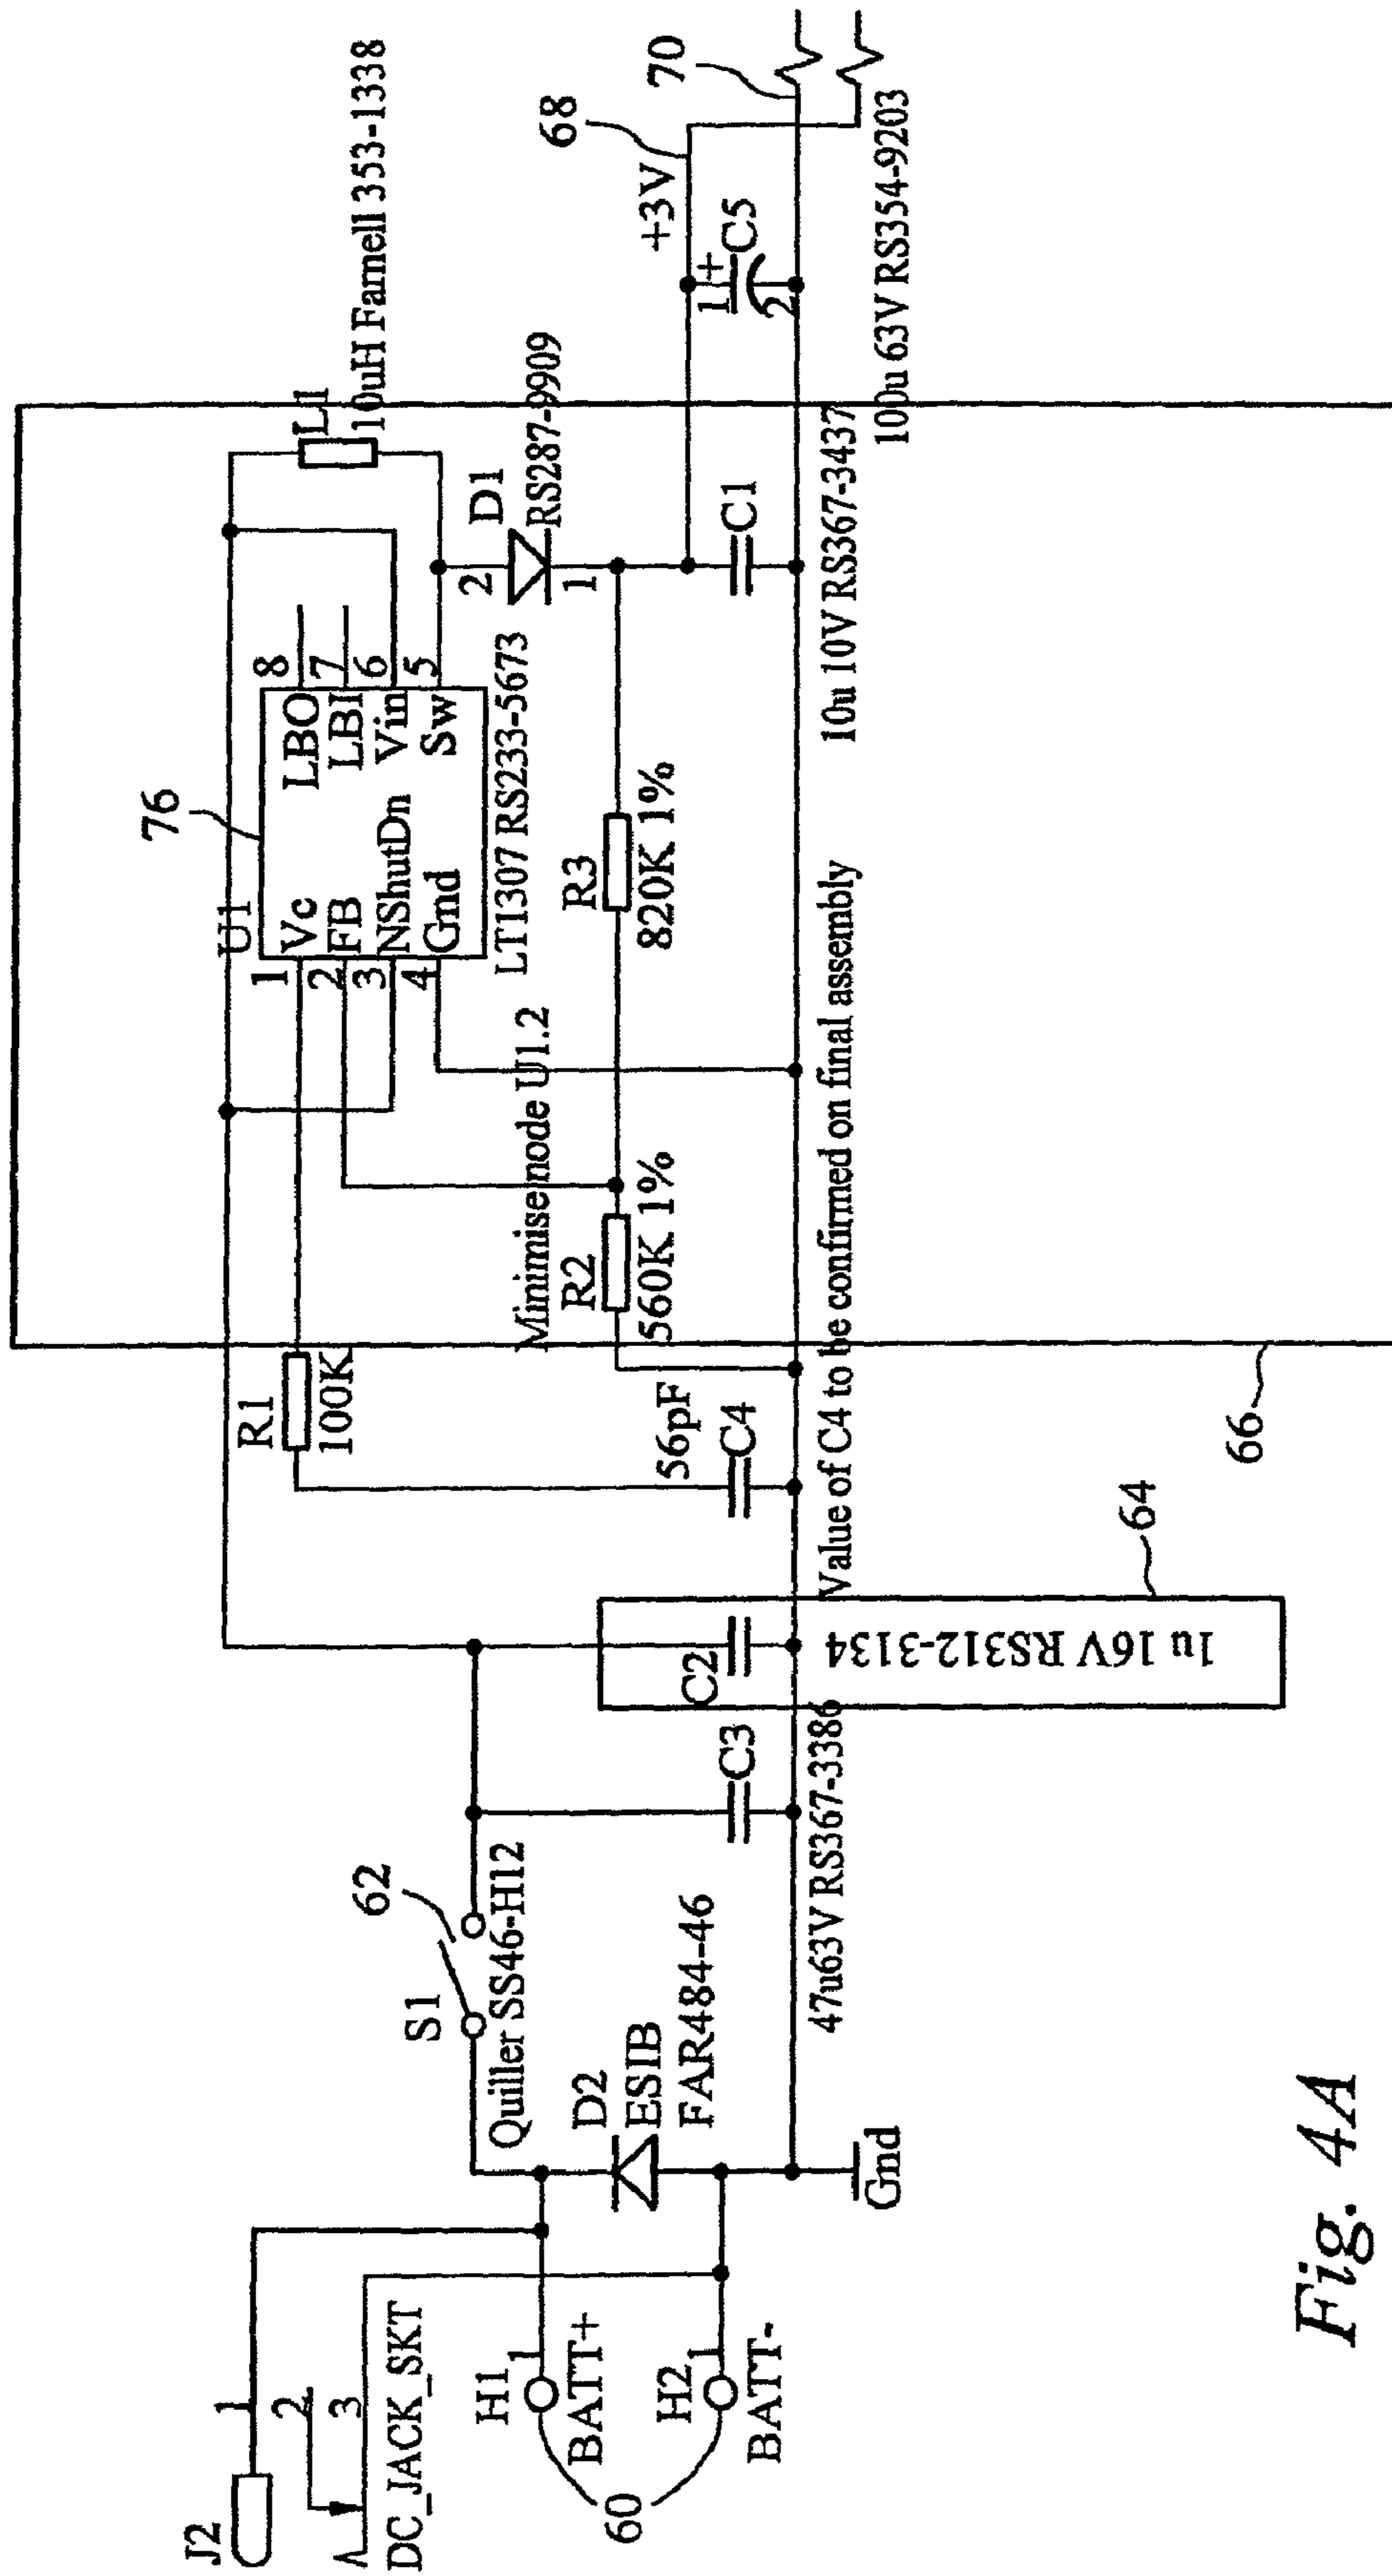 J2
1
2
3
DC_JACK_SKT
H1
1
BATT+
60
H2
1
BATT-
S1
62
Quiller SS46-H12
D2
ESIB
FAR484-46
Gnd
C3
47u63V RS367-3386
C2
1u 16V RS312-3134
64
R1
100K
56pF
C4
Value of C4 to be confirmed on final assembly
66
76
U1
1
Vc
2
FB
3
NShutDn
4
Gnd
LBO
8
LBI
7
Vin
6
Sw
5
LT1307 RS233-5673
Minimise node U1.2
R2
560K 1%
R3
820K 1%
L1
10uH Farnell 353-1338
2
D1
1
RS287-9909
C1
10u 10V RS367-3437
+3V
68
70
1
+
C5
2
100u 63V RS354-9203
Fig. 4A